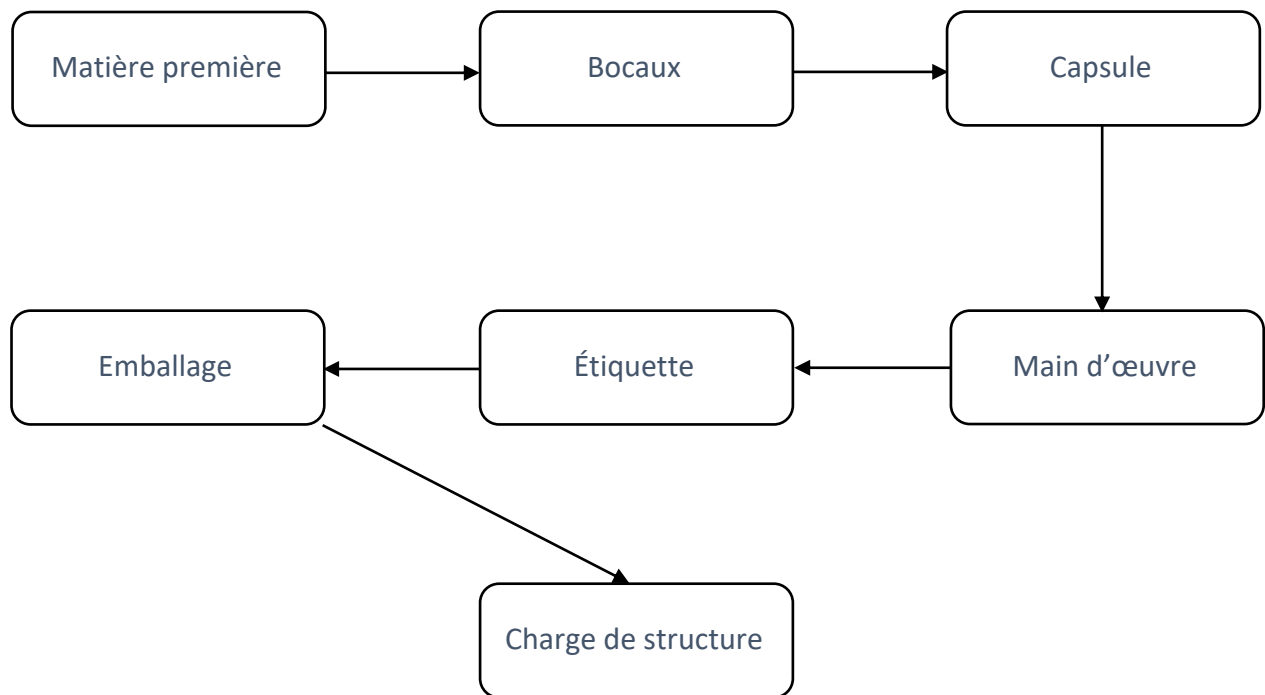 Matière première
Bocaux
Capsule
Main d’œuvre
Étiquette
Emballage
Charge de structure